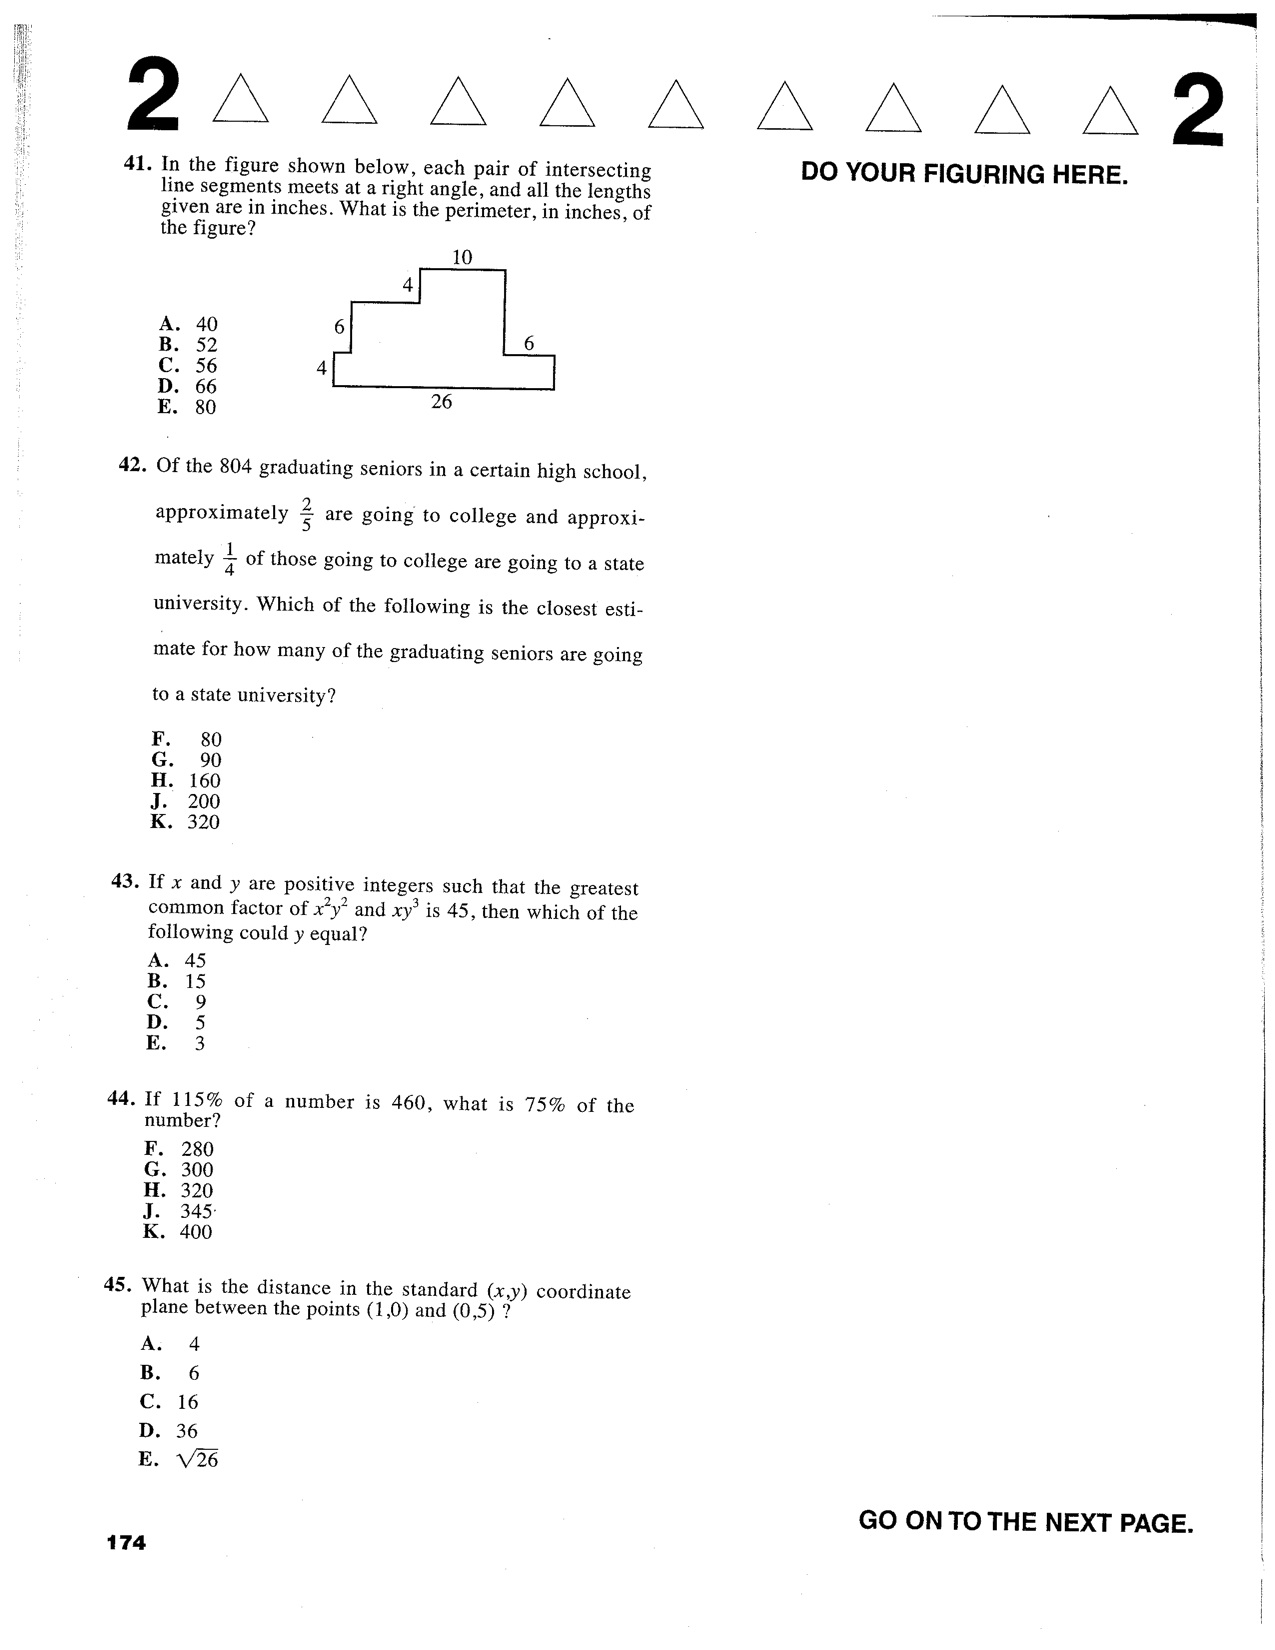 2 2
41. In the figure shown below, each pair of intersecting
line segments meets at a right angle, and all the lengths
given are in inches. What is the perimeter, in inches, of
the figure?
10
4
6
6
4
26
A. 40
B. 52
C. 56
D. 66
E. 80
42. Of the 804 graduating seniors in a certain high school,
approximately 2/5 are going to college and approxi-
mately 1/4 of those going to college are going to a state
university. Which of the following is the closest esti-
mate for how many of the graduating seniors are going
to a state university?
F. 80
G. 90
H. 160
J. 200
K. 320
43. If x and y are positive integers such that the greatest
common factor of x²y² and xy³ is 45, then which of the
following could y equal?
A. 45
B. 15
C. 9
D. 5
E. 3
44. If 115% of a number is 460, what is 75% of the
number?
F. 280
G. 300
H. 320
J. 345
K. 400
45. What is the distance in the standard (x,y) coordinate
plane between the points (1,0) and (0,5) ?
A. 4
B. 6
C. 16
D. 36
E. √26
174
DO YOUR FIGURING HERE.
GO ON TO THE NEXT PAGE.